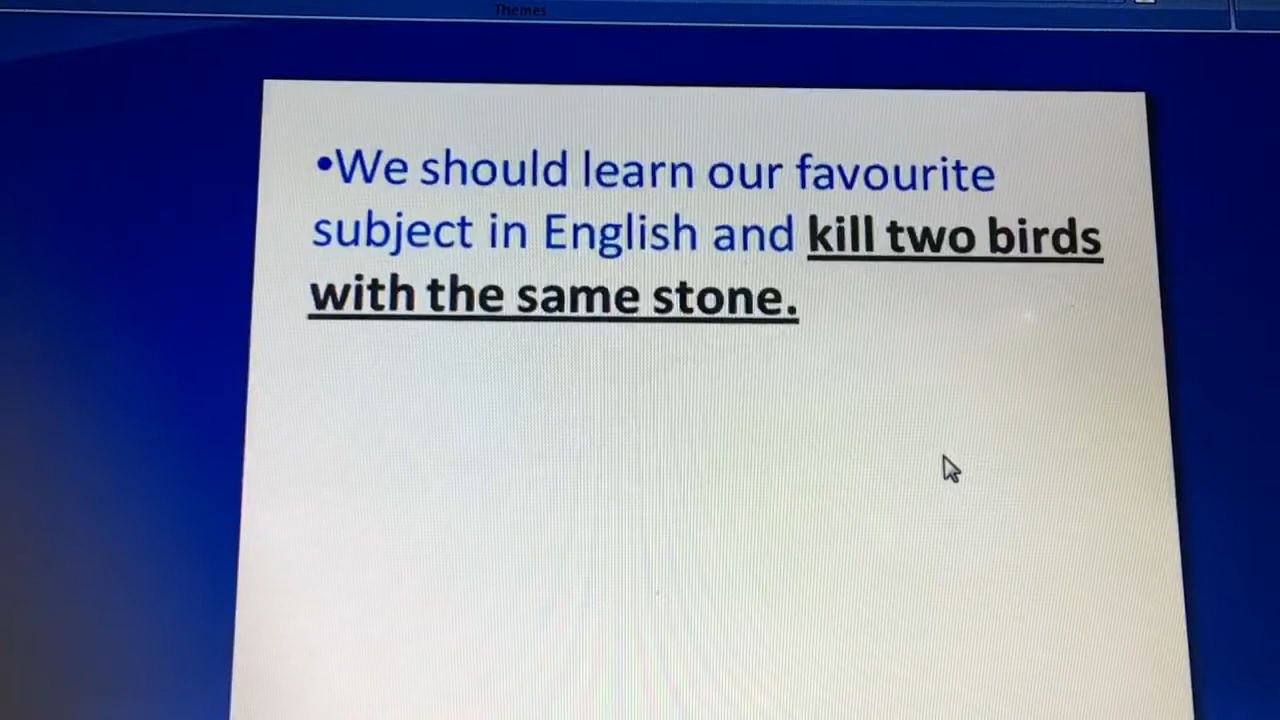 Themes
•We should learn our favourite
subject in English and kill two birds
with the same stone.